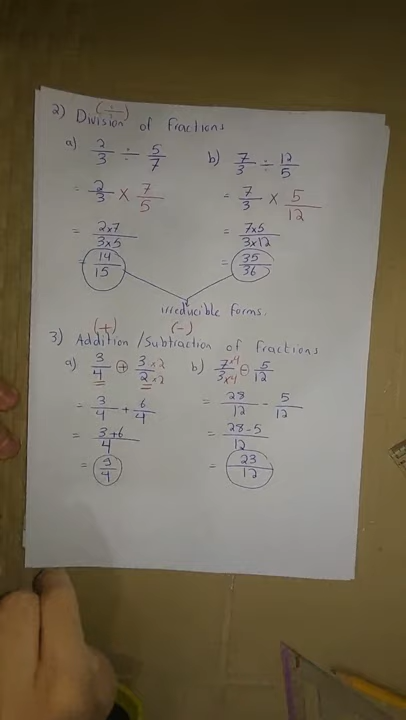 (÷)
2) Division of Fractions
a) 2/3 ÷ 5/7
= 2/3 × 7/5
= 2×7/3×5
= 14/15
b) 7/3 ÷ 12/5
= 7/3 × 5/12
= 7×5/3×12
= 35/36
irreducible forms.
(+) (-)
3) Addition / Subtraction of fractions
a) 3/4 + 3×2/2×2
= 3/4 + 6/4
= 3+6/4
= 9/4
b) 7×4/3×4 - 5/12
= 28/12 - 5/12
= 28-5/12
= 23/12